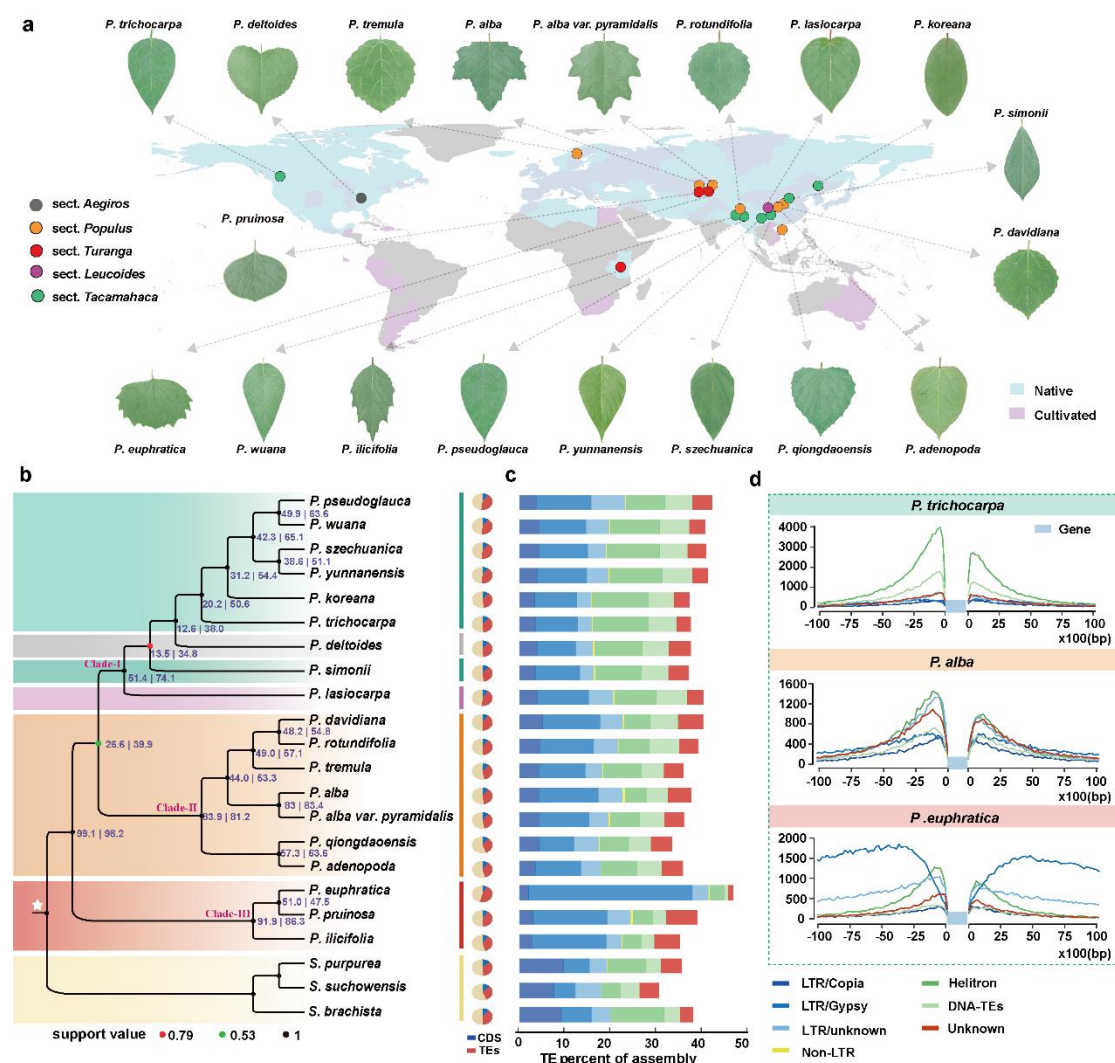 a
P. trichocarpa
P. deltoides
P. tremula
P. alba
P. alba var. pyramidalis
P. rotundifolia
P. lasiocarpa
P. koreana
P. simonii
sect. Aegiros
sect. Populus
sect. Turanga
sect. Leucoides
sect. Tacamahaca
P. pruinosa
P. davidiana
Native
Cultivated
P. euphratica
P. wuana
P. ilicifolia
P. pseudoglauca
P. yunnanensis
P. szechuanica
P. qiongdaoensis
P. adenopoda
b
P. pseudoglauca
49.9 | 63.6
P. wuana
42.3 | 65.1
P. szechuanica
38.6 | 51.1
P. yunnanensis
31.2 | 54.4
P. koreana
20.2 | 50.6
P. trichocarpa
12.6 | 38.0
P. deltoides
13.5 | 34.8
Clade-I
P. simonii
51.4 | 74.1
P. lasiocarpa
P. davidiana
48.2 | 54.8
P. rotundifolia
26.6 | 39.9
49.0 | 57.1
P. tremula
44.0 | 53.3
P. alba
Clade-II
83 | 83.4
P. alba var. pyramidalis
83.9 | 81.2
P. qiongdaoensis
99.1 | 98.2
57.3 | 63.6
P. adenopoda
P. euphratica
51.0 | 47.5
Clade-III
P. pruinosa
91.9 | 86.3
P. ilicifolia
S. purpurea
S. suchowensis
S. brachista
support value
0.79
0.53
1
CDS
TEs
c
0 10 20 30 40 50
TE percent of assembly
d
P. trichocarpa
4000
3000
2000
1000
0
Gene
-100 -75 -50 -25 0 0 25 50 75 100
x100(bp)
x100(bp)
P. alba
1600
1200
800
400
0
-100 -75 -50 -25 0 0 25 50 75 100
x100(bp)
x100(bp)
P .euphratica
2000
1500
1000
500
0
-100 -75 -50 -25 0 0 25 50 75 100
x100(bp)
x100(bp)
LTR/Copia
LTR/Gypsy
LTR/unknown
Non-LTR
Helitron
DNA-TEs
Unknown